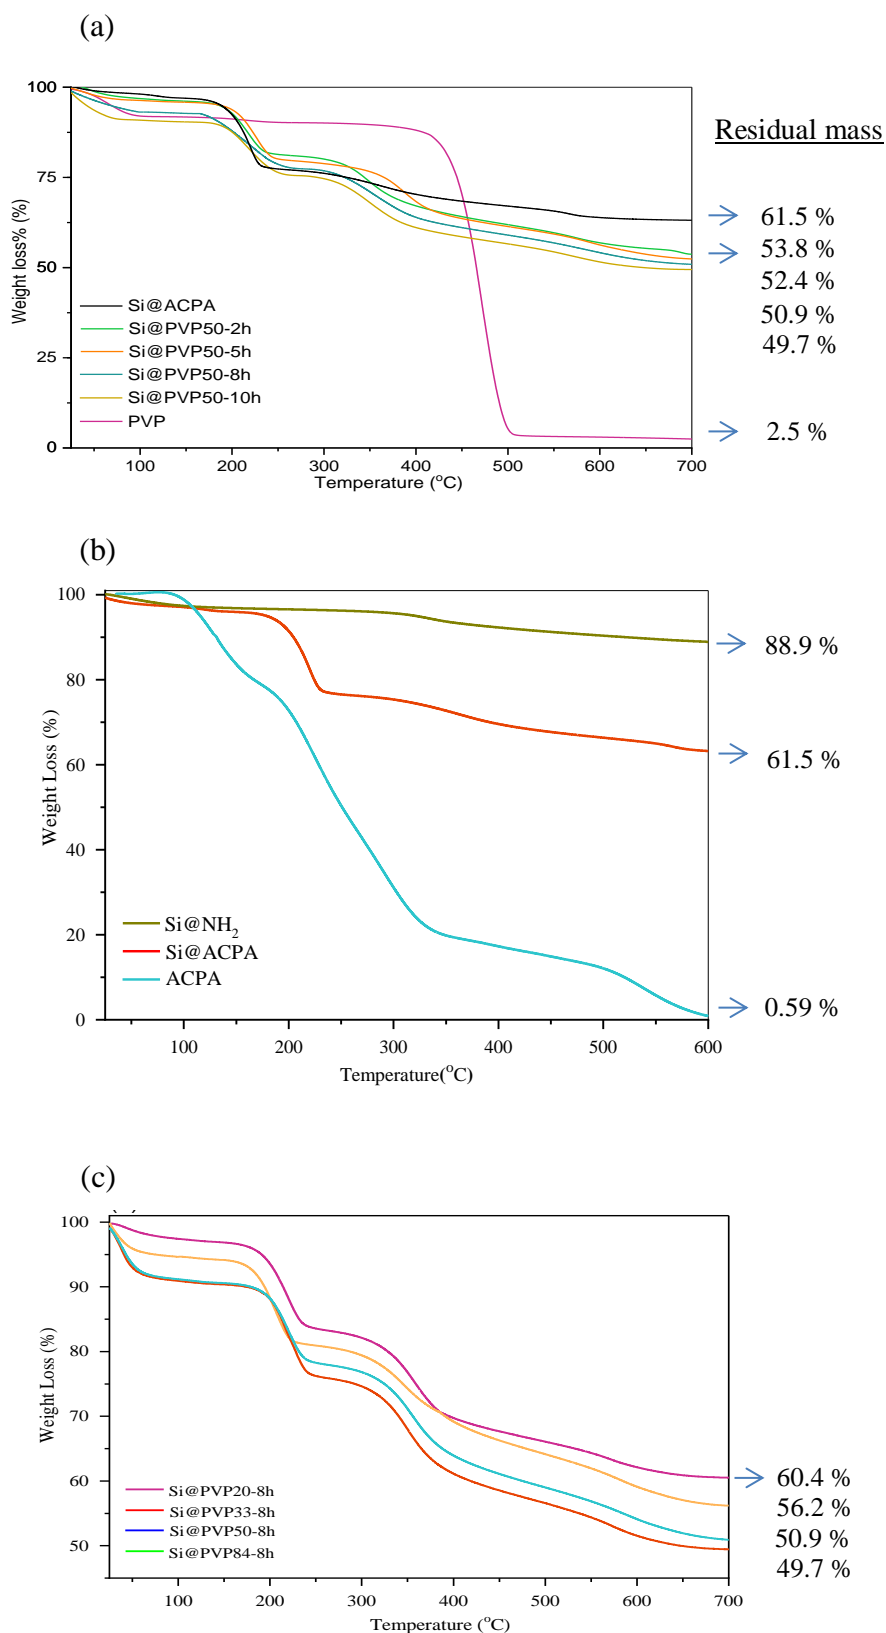 (a)
Residual mass
100
75
50
25
0
Weight loss% (%)
Si@ACPA
Si@PVP50-2h
Si@PVP50-5h
Si@PVP50-8h
Si@PVP50-10h
PVP
100 200 300 400 500 600 700
Temperature (°C)
61.5 %
53.8 %
52.4 %
50.9 %
49.7 %
2.5 %
(b)
100
80
60
40
20
0
Weight Loss (%)
Si@NH₂
Si@ACPA
ACPA
100 200 300 400 500 600
Temperature(°C)
88.9 %
61.5 %
0.59 %
(c)
100
90
80
70
60
50
Weight Loss (%)
Si@PVP20-8h
Si@PVP33-8h
Si@PVP50-8h
Si@PVP84-8h
100 200 300 400 500 600 700
Temperature (°C)
60.4 %
56.2 %
50.9 %
49.7 %